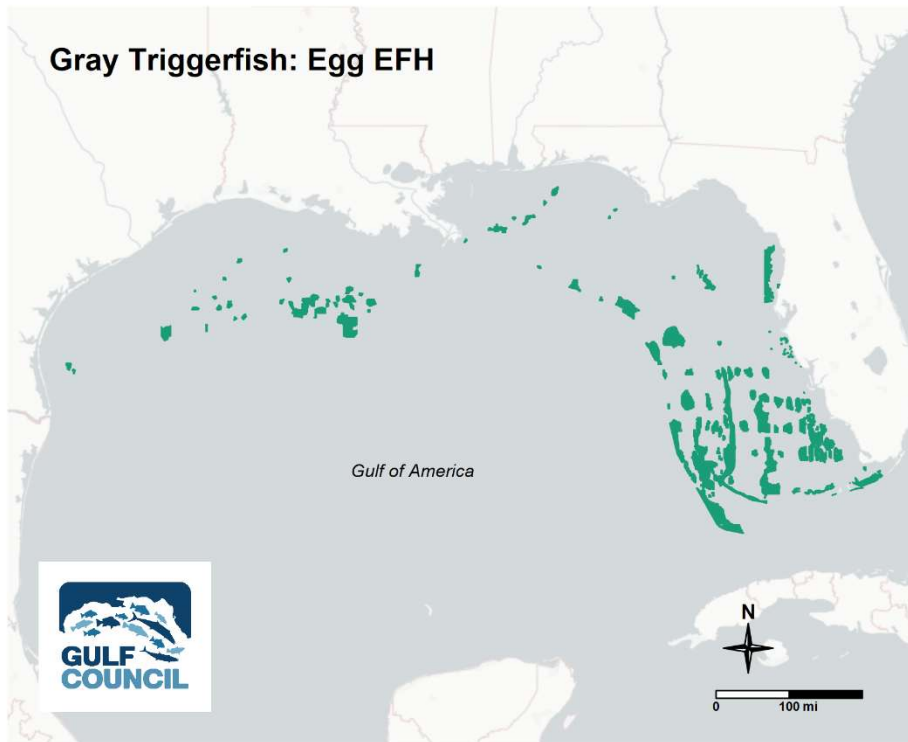 Gray Triggerfish: Egg EFH
Gulf of America
GULF
COUNCIL
N
0 100 mi